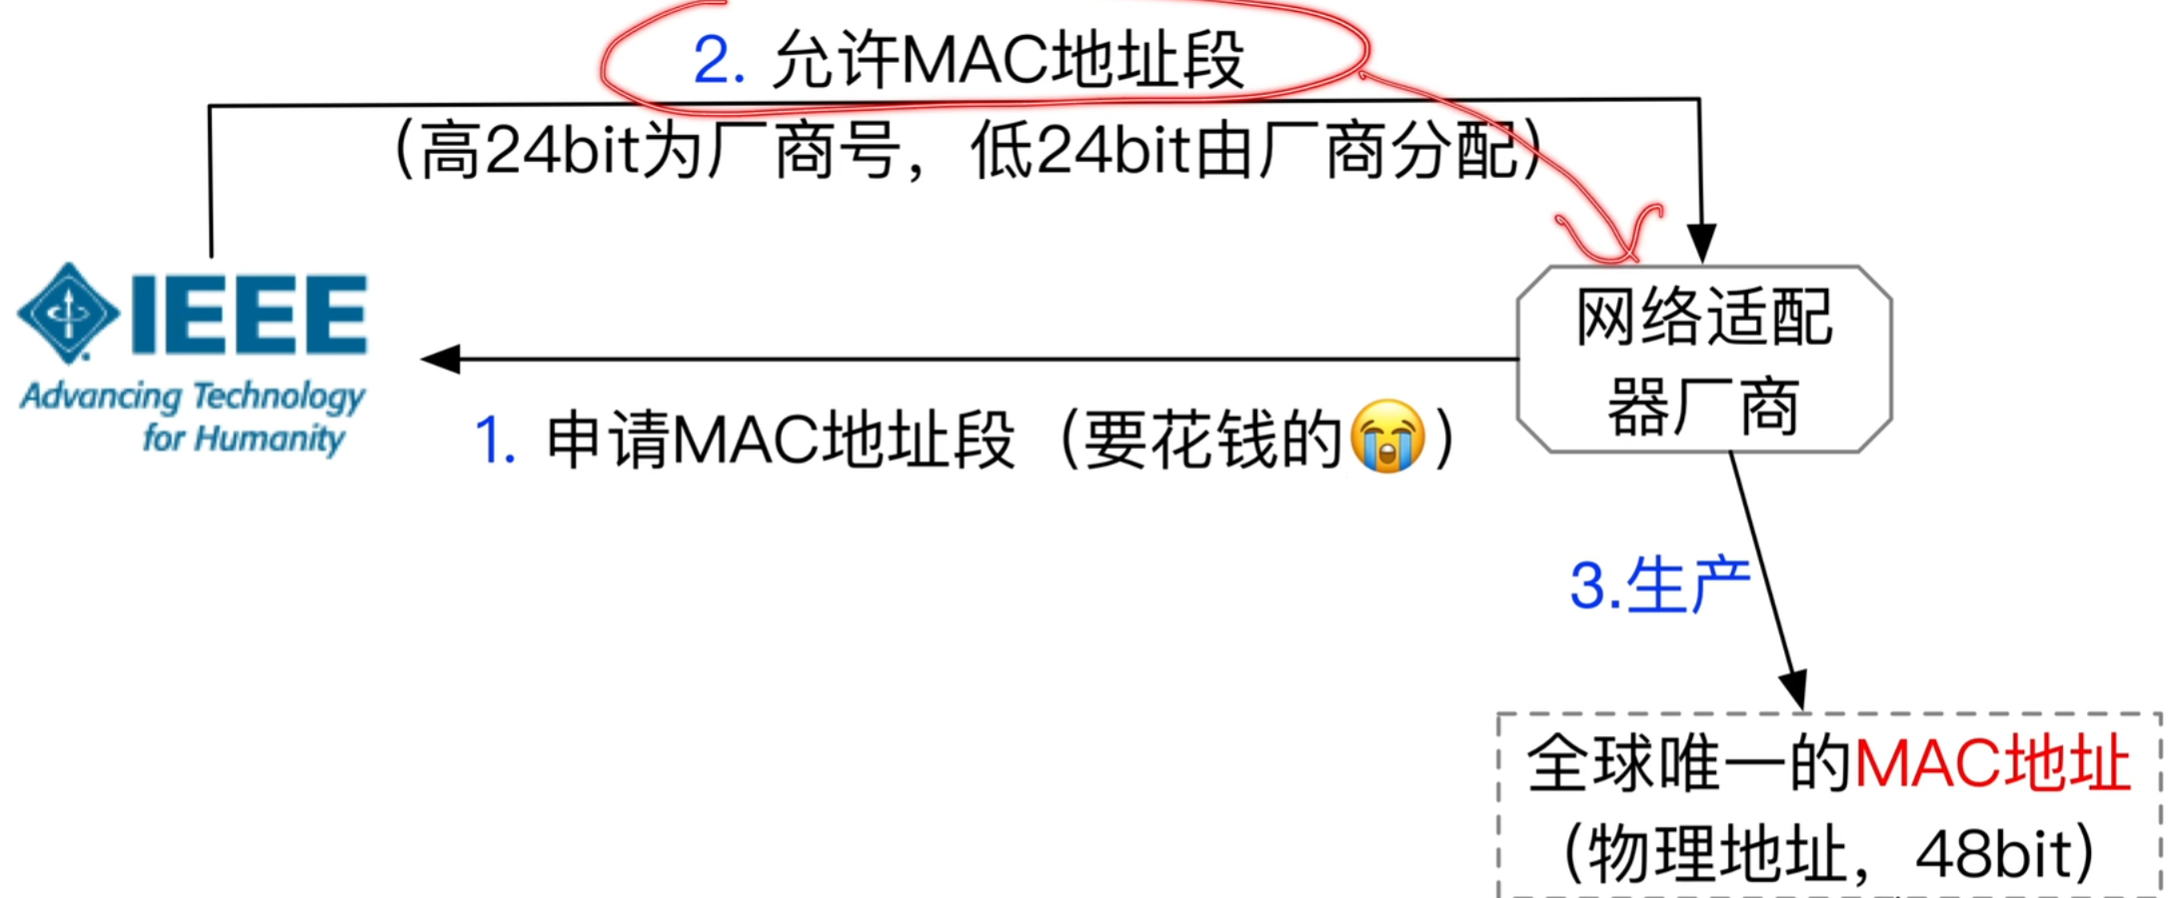 2. 允许MAC地址段
（高24bit为厂商号，低24bit由厂商分配）
IEEE
Advancing Technology
for Humanity
网络适配
器厂商
1. 申请MAC地址段（要花钱的😭）
3.生产
全球唯一的MAC地址
（物理地址，48bit）